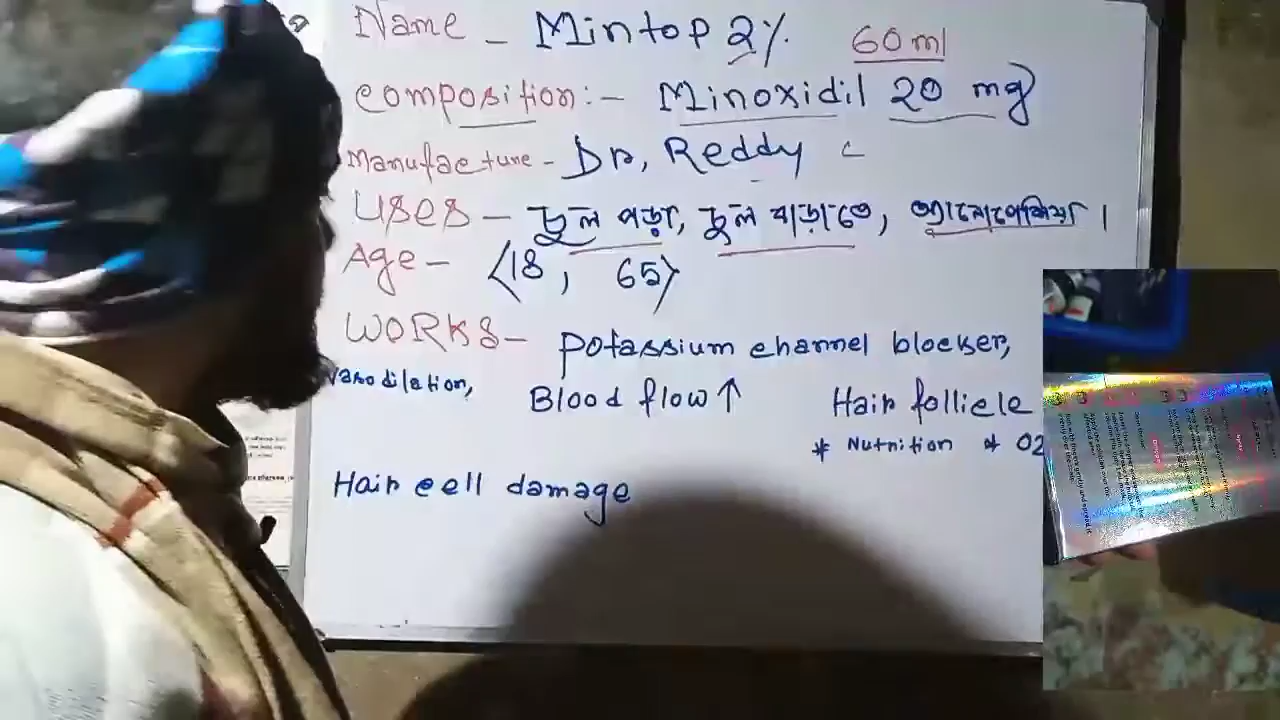 Name - Mintop 2%. 60ml
Composition:- Minoxidil 20 mg
Manufacture - Dr, Reddy
Uses - চুল পড়া, চুল বাড়াতে, অ্যালোপেসিয়া।
Age - <18, 65>
WORKS - Potassium channel blocker,
Vasodilation, Blood flow ↑ Hair follicle
* Nutrition * O2
Hair cell damage